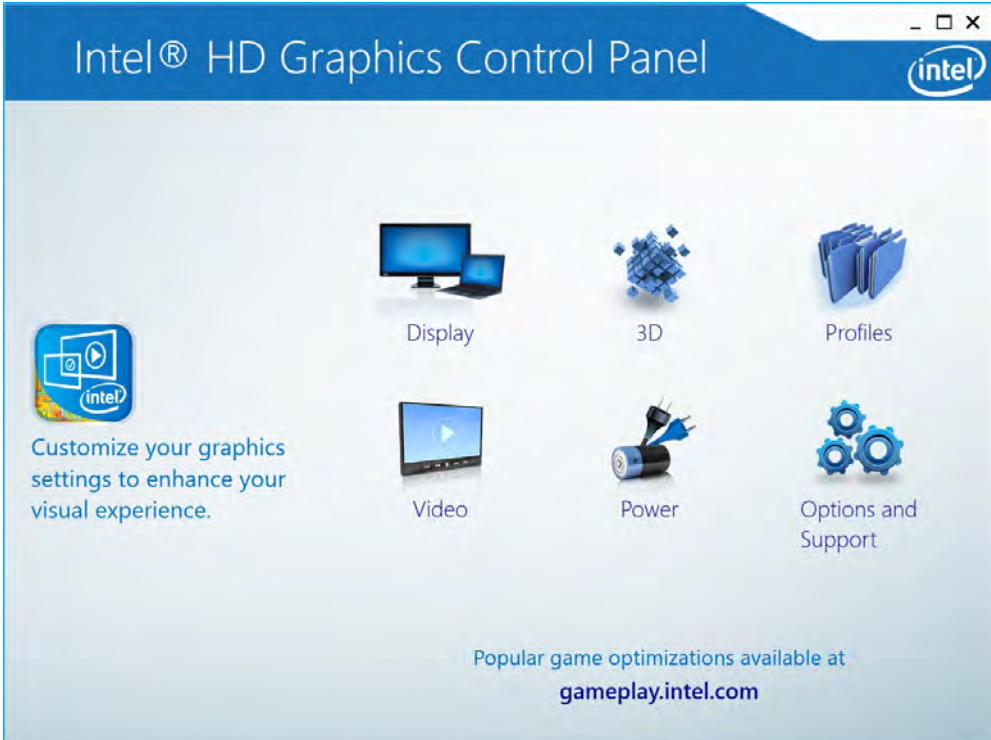 Intel® HD Graphics Control Panel
intel
Display
3D
Profiles
intel
Customize your graphics
settings to enhance your
visual experience.
Video
Power
Options and
Support
Popular game optimizations available at
gameplay.intel.com